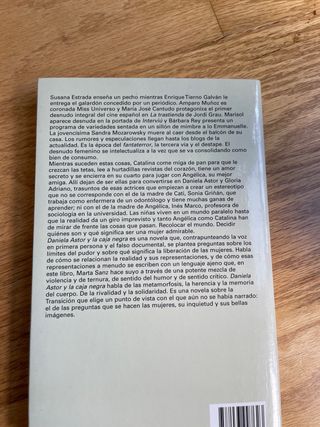 Susana Estrada enseña un pecho mientras Enrique Tierno Galván le
entrega el galardón concedido por un periódico. Amparo Muñoz es
coronada Miss Universo y María José Cantudo protagoniza el primer
desnudo integral del cine español en La trastienda de Jordi Grau. Marisol
aparece desnuda en la portada de Interviú y Bárbara Rey presenta un
programa de variedades sentada en un sillón de mimbre a lo Emmanuelle.
La jovencísima Sandra Mozarowsky muere al caer desde el balcón de su
casa. Los rumores y especulaciones llegan hasta los blogs de la
actualidad. Es la época del fantaterror, la tercera vía y el destape. El
desnudo femenino se intelectualiza a la vez que se va consolidando como
bien de consumo.
Mientras suceden estas cosas, Catalina come miga de pan para que le
crezcan las tetas, lee a hurtadillas revistas del corazón, tiene un amor
secreto y se encierra en su cuarto para jugar con Angélica, su mejor
amiga. Allí dejan de ser ellas para convertirse en Daniela Astor y Gloria
Adriano, trasuntos de esas actrices que empiezan a crear un estereotipo
que no se corresponde con el de la madre de Cati, Sonia Griñán, que
trabaja como enfermera de un odontólogo y tiene muchas ganas de
aprender; ni con el de la madre de Angélica, Inés Marco, profesora de
sociología en la universidad. Las niñas viven en un mundo paralelo hasta
que la realidad da un giro imprevisto y tanto Angélica como Catalina han
de mirar de frente las cosas que pasan. Recolocar el mundo. Decidir
quiénes son y qué significa ser una mujer admirable.
Daniela Astor y la caja negra es una novela que, contrapunteando la voz
en primera persona y el falso documental, se plantea preguntas sobre los
límites del pudor y sobre qué significa la liberación de las mujeres. Habla
de cómo se relacionan la realidad y sus representaciones, y de cómo esas
representaciones a menudo se escriben con un lenguaje ajeno que, en
este libro, Marta Sanz hace suyo a través de una potente mezcla de
violencia y de ternura, de sentido del humor y de sentido crítico. Daniela
Astor y la caja negra habla de las metamorfosis, la herencia y la memoria
del cuerpo. De la rivalidad y la solidaridad. Es una novela sobre la
Transición que elige un punto de vista con el que aún no se había narrado:
el de las preguntas que se hacen las mujeres, su inquietud y sus bellas
imágenes.